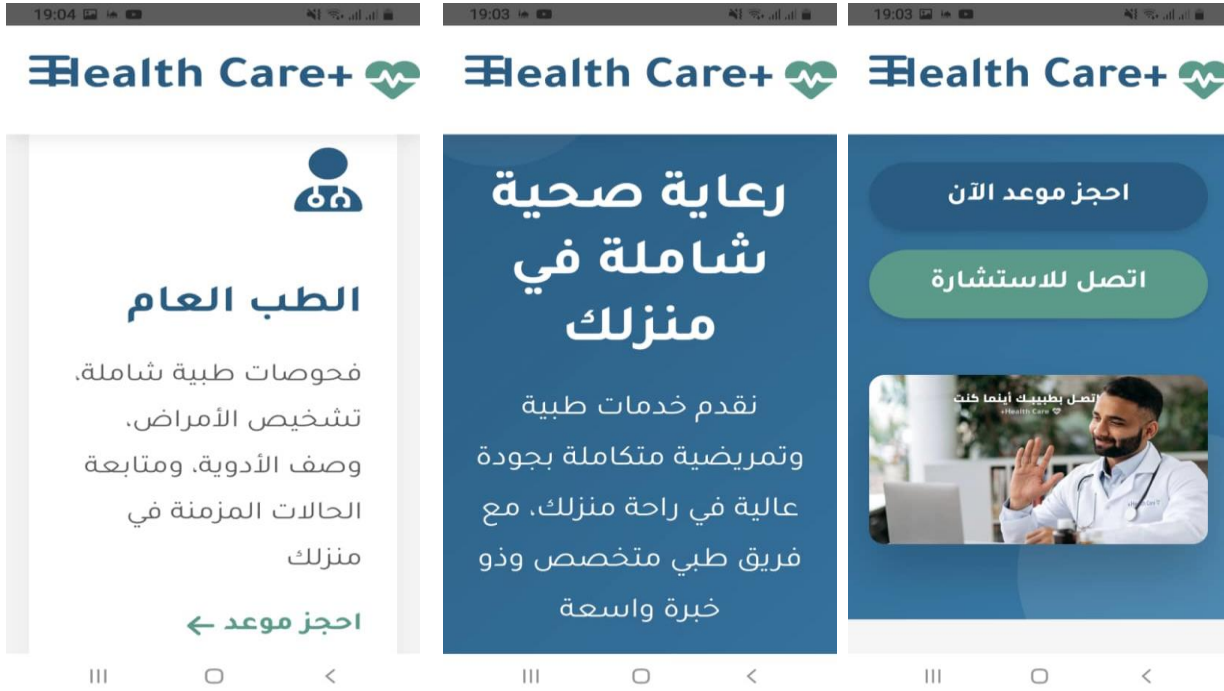 19:04
Health Care+
الطب العام
فحوصات طبية شاملة،
تشخيص الأمراض،
وصف الأدوية، ومتابعة
الحالات المزمنة في
منزلك
احجز موعد ←
19:03
Health Care+
رعاية صحية
شاملة في
منزلك
نقدم خدمات طبية
وتمريضية متكاملة بجودة
عالية في راحة منزلك، مع
فريق طبي متخصص وذو
خبرة واسعة
19:03
Health Care+
احجز موعد الآن
اتصل للاستشارة
اتصل بطبيبك أينما كنت
Health Care+